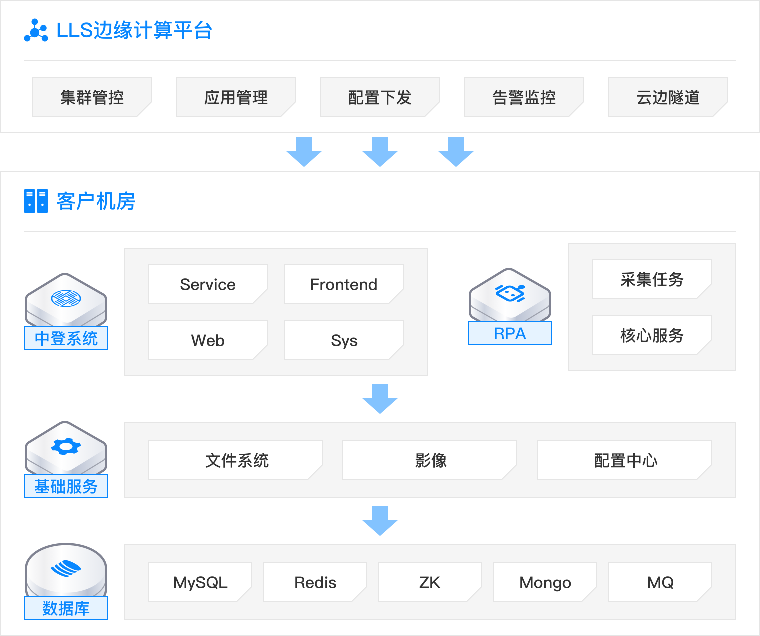 LLS边缘计算平台
集群管控 应用管理 配置下发 告警监控 云边隧道
客户机房
Service Frontend 采集任务
中登系统 RPA
Web Sys 核心服务
文件系统 影像 配置中心
基础服务
MySQL Redis ZK Mongo MQ
数据库